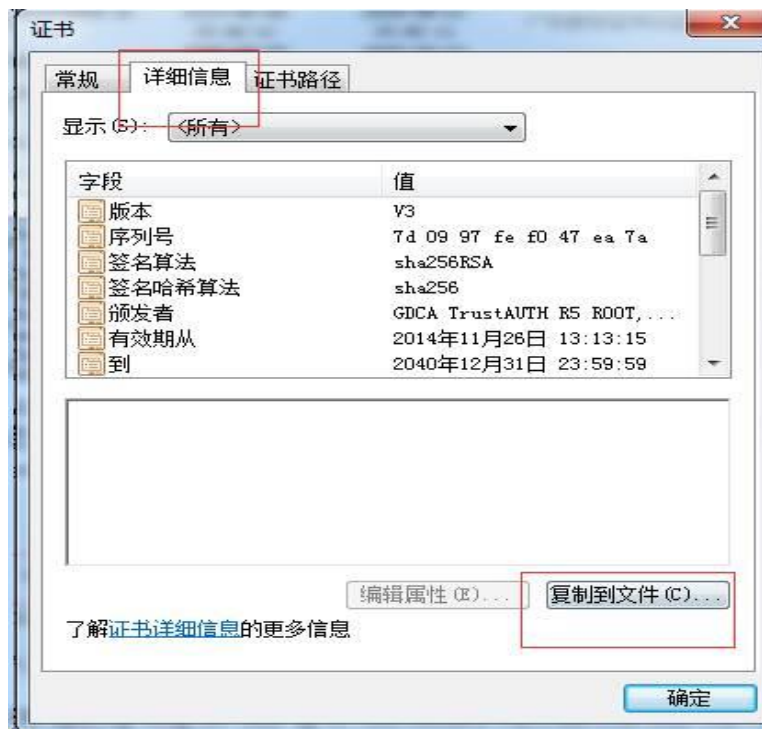 证书
常规 详细信息 证书路径
显示(S): <所有>
字段 值
版本 V3
序列号 7d 09 97 fe f0 47 ea 7a
签名算法 sha256RSA
签名哈希算法 sha256
颁发者 GDCA TrustAUTH R5 ROOT,...
有效期从 2014年11月26日 13:13:15
到 2040年12月31日 23:59:59
编辑属性(E)... 复制到文件(C)...
了解证书详细信息的更多信息
确定